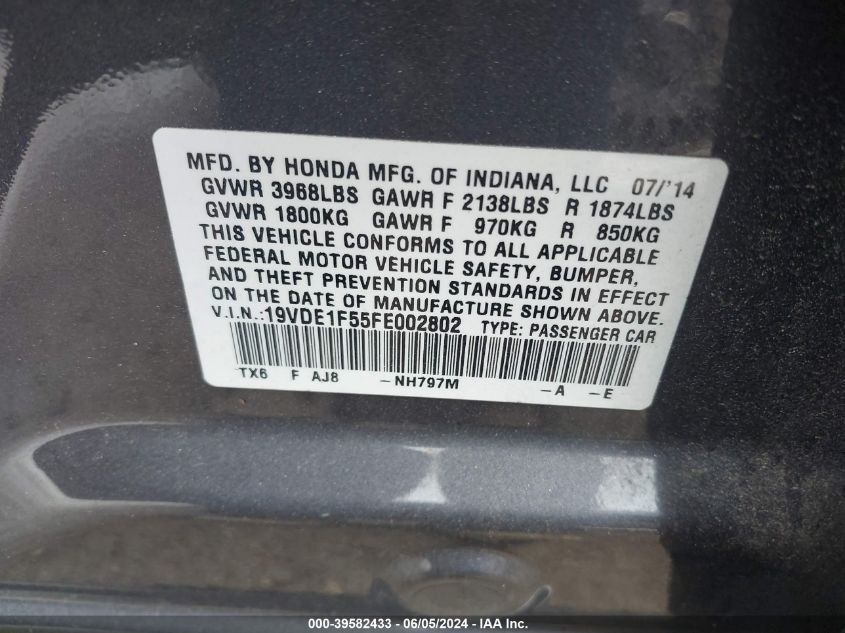 MFD. BY HONDA MFG. OF INDIANA, LLC 07/'14
GVWR 3968LBS GAWR F 2138LBS R 1874LBS
GVWR 1800KG GAWR F 970KG R 850KG
THIS VEHICLE CONFORMS TO ALL APPLICABLE
FEDERAL MOTOR VEHICLE SAFETY, BUMPER,
AND THEFT PREVENTION STANDARDS IN EFFECT
ON THE DATE OF MANUFACTURE SHOWN ABOVE.
V.I.N.:19VDE1F55FE002802 TYPE: PASSENGER CAR
TX6 F AJ8 -NH797M -A -E
000-39582433 - 06/05/2024 - IAA Inc.